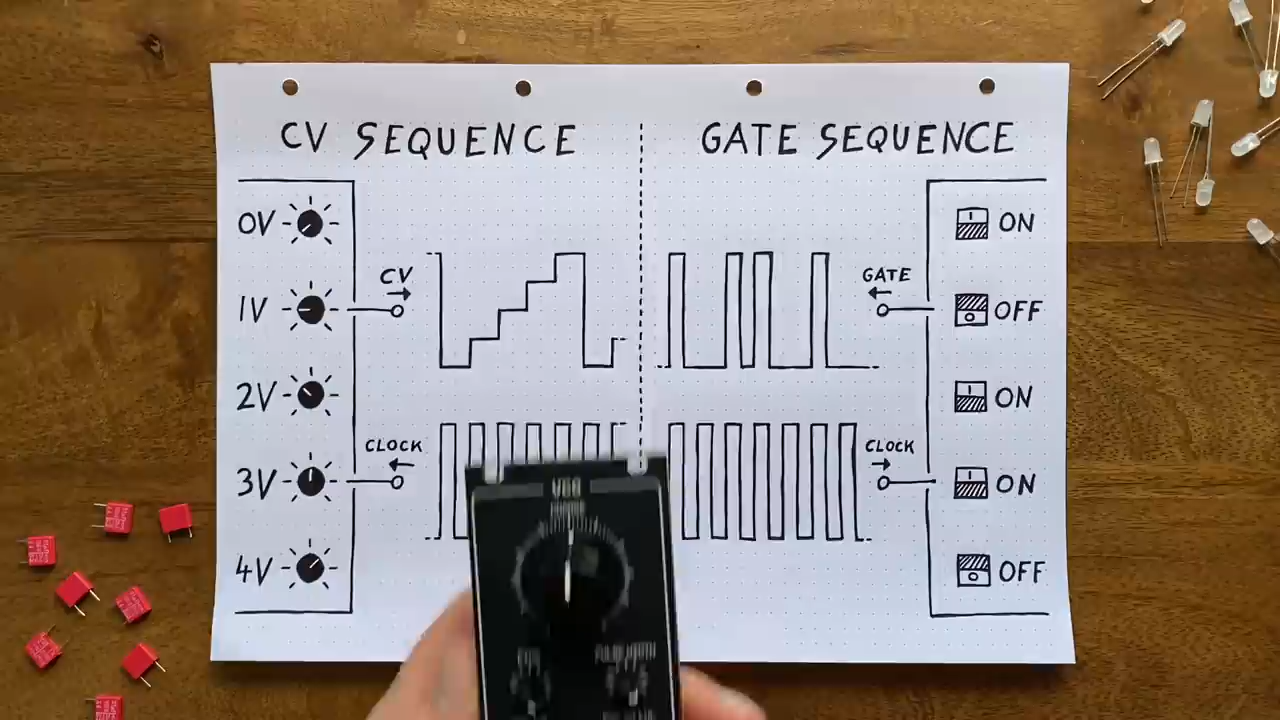 CV SEQUENCE
GATE SEQUENCE
0V
1V
2V
3V
4V
CV
CLOCK
GATE
CLOCK
ON
OFF
ON
ON
OFF